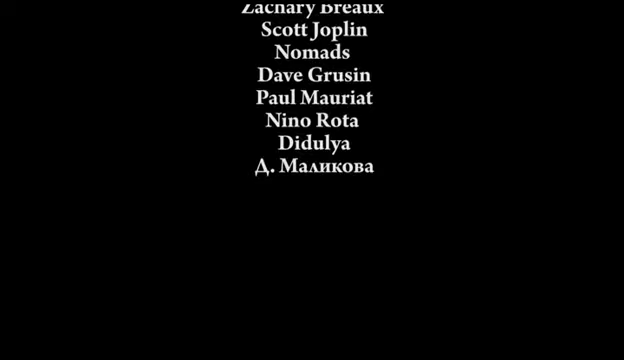 Zachary Breaux
Scott Joplin
Nomads
Dave Grusin
Paul Mauriat
Nino Rota
Didulya
Д. Маликова